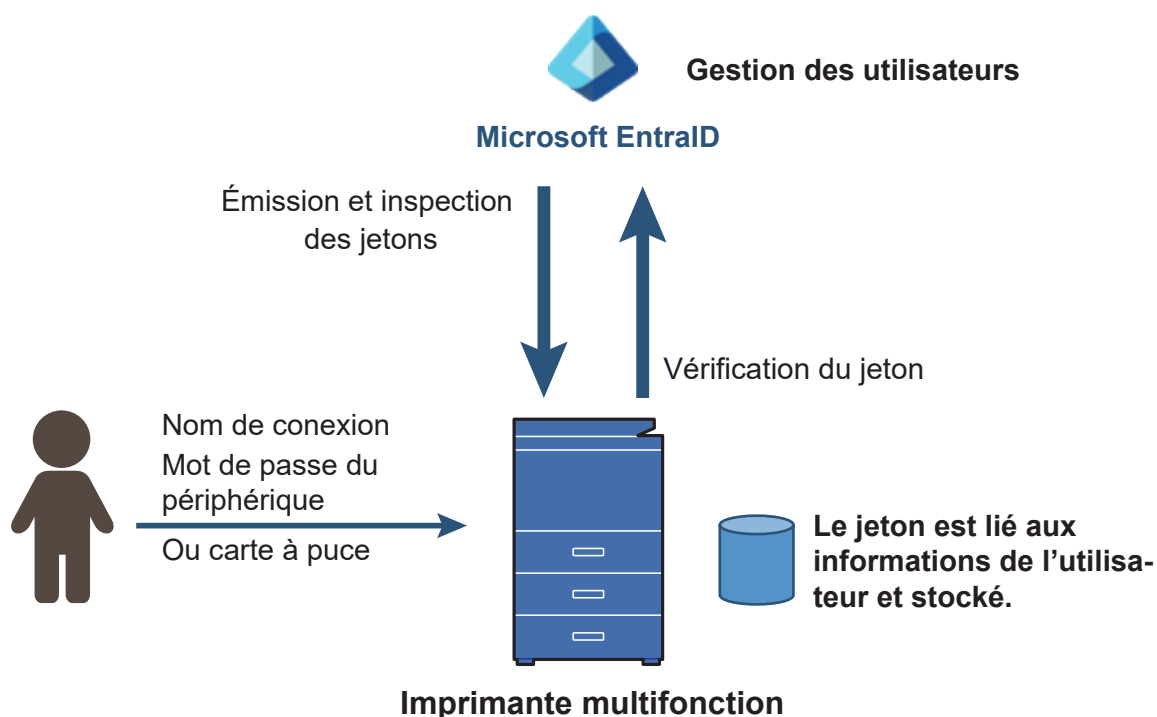 Gestion des utilisateurs
Microsoft EntraID
Émission et inspection
des jetons
Vérification du jeton
Nom de conexion
Mot de passe du
périphérique
Ou carte à puce
Le jeton est lié aux
informations de l’utilisa-
teur et stocké.
Imprimante multifonction